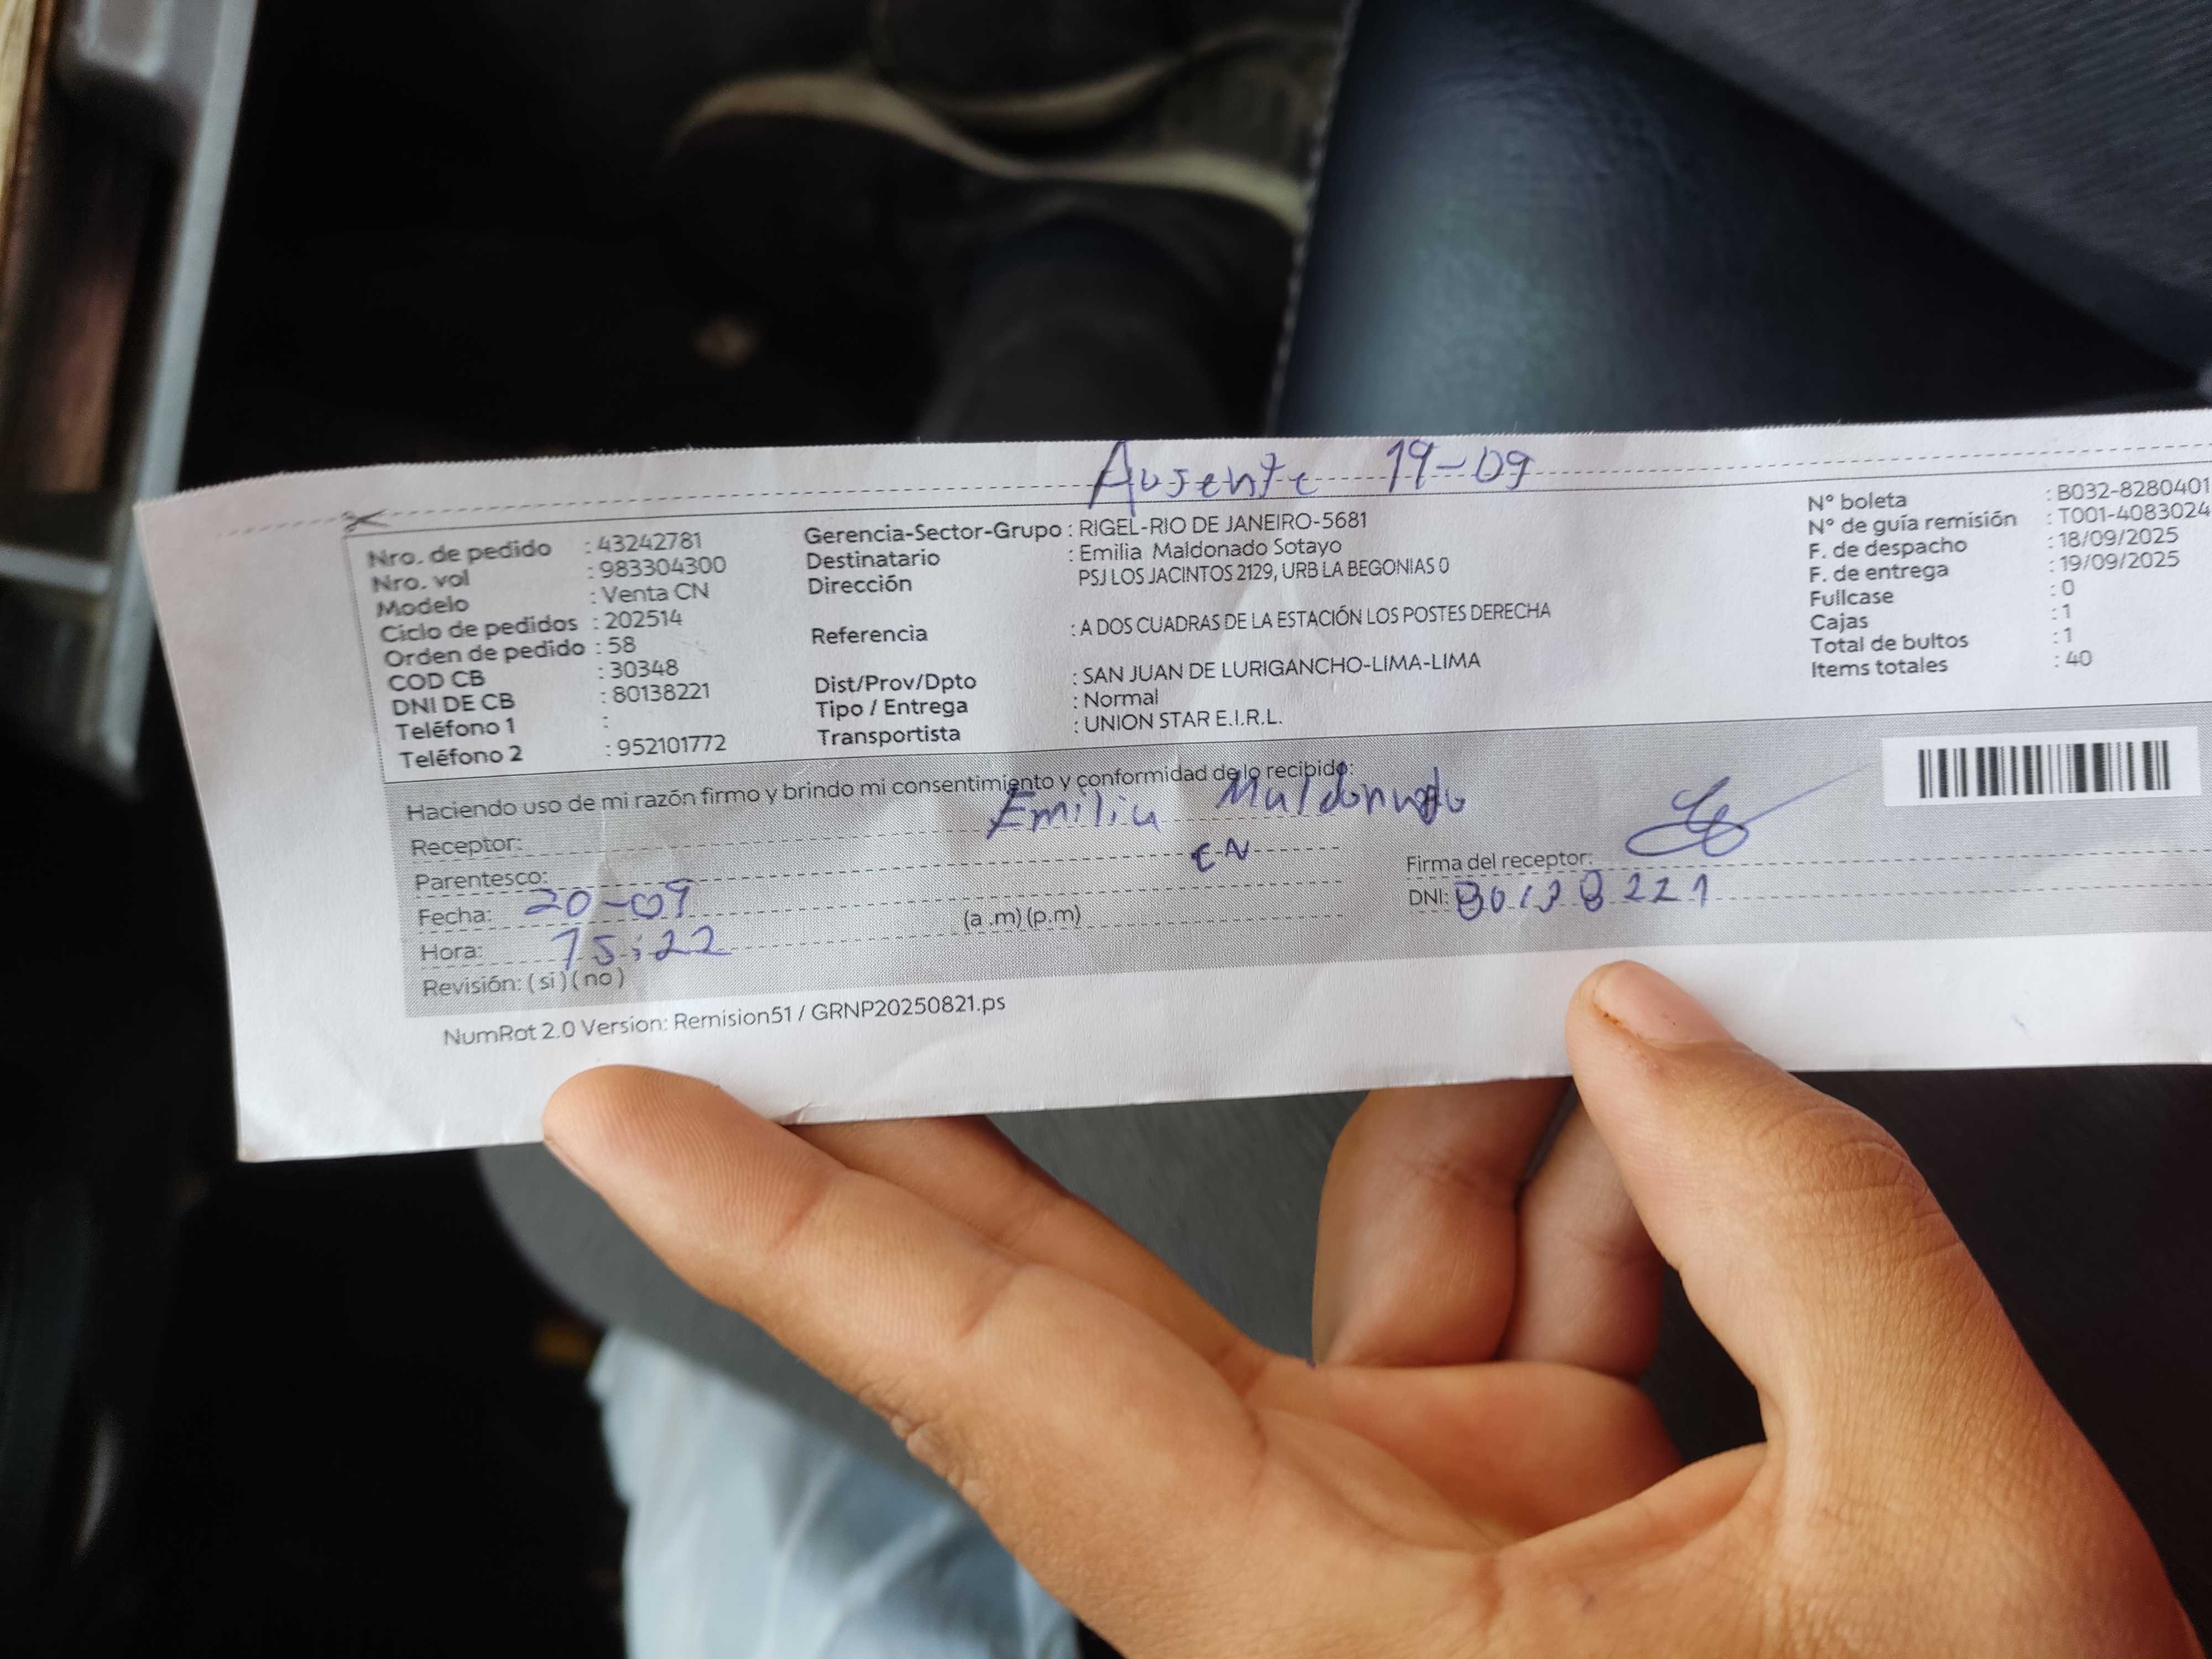 Ausente 19-09
Nro. de pedido : 43242781
Nro. vol : 983304300
Modelo : Venta CN
Ciclo de pedidos : 202514
Orden de pedido : 58
COD CB : 30348
DNI DE CB : 80138221
Teléfono 1 :
Teléfono 2 : 952101772
Gerencia-Sector-Grupo : RIGEL-RIO DE JANEIRO-5681
Destinatario : Emilia Maldonado Sotayo
Dirección PSJ LOS JACINTOS 2129, URB LA BEGONIAS 0
Referencia : A DOS CUADRAS DE LA ESTACIÓN LOS POSTES DERECHA
Dist/Prov/Dpto : SAN JUAN DE LURIGANCHO-LIMA-LIMA
Tipo / Entrega : Normal
Transportista : UNION STAR E.I.R.L.
N° boleta : B032-8280401
N° de guía remisión : T001-4083024
F. de despacho : 18/09/2025
F. de entrega : 19/09/2025
Fullcase : 0
Cajas : 1
Total de bultos : 1
Items totales : 40
Haciendo uso de mi razón firmo y brindo mi consentimiento y conformidad de lo recibido:
Receptor: Emilia Maldonado
Parentesco: CN
Fecha: 20-09
Hora: 15:22 (a .m) (p.m)
Revisión: ( si ) ( no )
Firma del receptor:
DNI: 80138221
NumRot 2.0 Version: Remision51 / GRNP20250821.ps